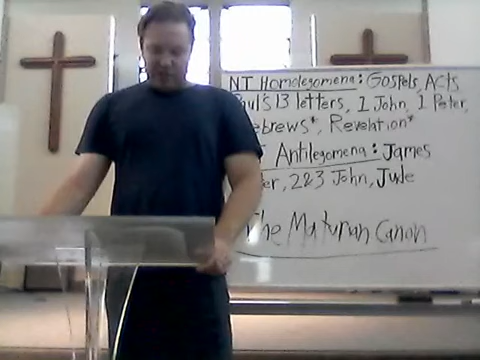 NT Homolegomena: Gospels, Acts
Paul's 13 letters, 1 John, 1 Peter,
ebrews*, Revelation*
T Antilegomena: James
er, 2&3 John, Jude
The Maturan Canon